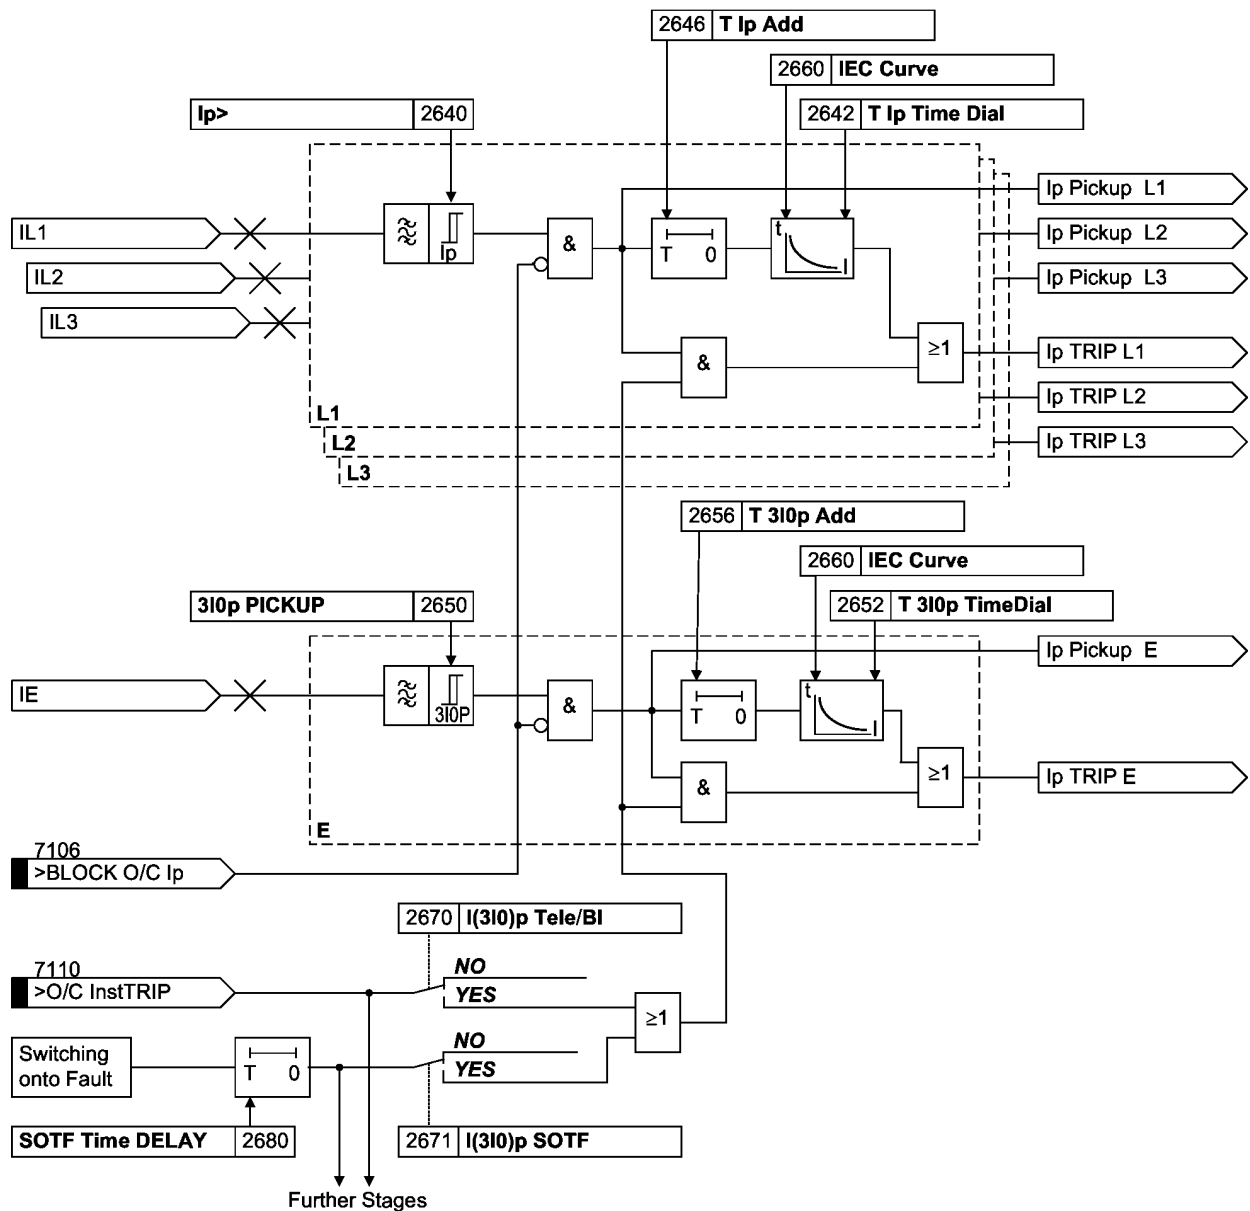 2646 T Ip Add
2660 IEC Curve
Ip> 2640
2642 T Ip Time Dial
Ip Pickup L1
IL1
Ip
&
T 0
t
I
Ip Pickup L2
IL2
Ip Pickup L3
IL3
&
≥1
Ip TRIP L1
Ip TRIP L2
L1
L2
Ip TRIP L3
L3
2656 T 3I0p Add
2660 IEC Curve
3I0p PICKUP 2650
2652 T 3I0p TimeDial
Ip Pickup E
IE
3I0P
&
T 0
t
I
&
≥1
Ip TRIP E
E
7106
>BLOCK O/C Ip
2670 I(3I0)p Tele/BI
7110
>O/C InstTRIP
NO
YES
≥1
Switching
onto Fault
T 0
NO
YES
SOTF Time DELAY 2680
2671 I(3I0)p SOTF
Further Stages